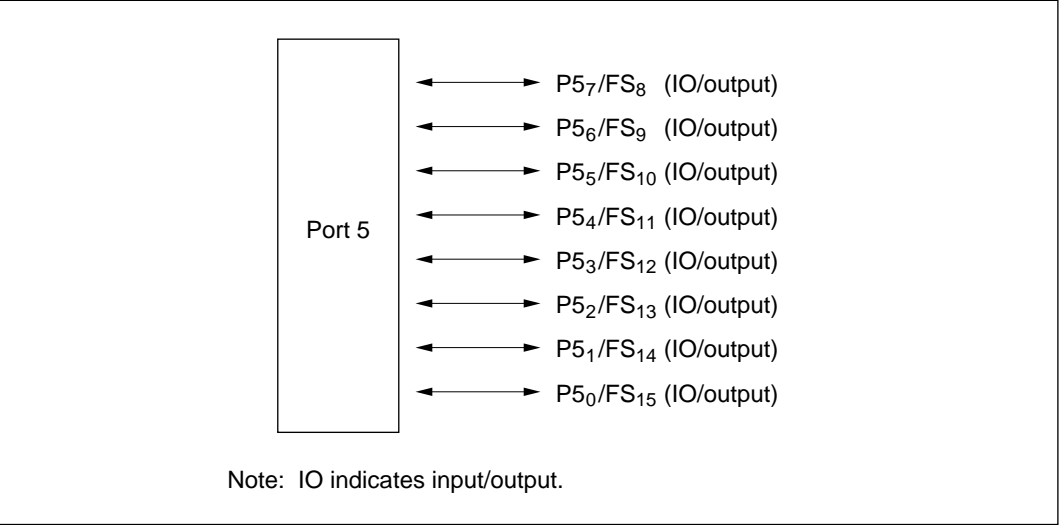 P5₇/FS₈ (IO/output)
P5₆/FS₉ (IO/output)
P5₅/FS₁₀ (IO/output)
P5₄/FS₁₁ (IO/output)
Port 5
P5₃/FS₁₂ (IO/output)
P5₂/FS₁₃ (IO/output)
P5₁/FS₁₄ (IO/output)
P5₀/FS₁₅ (IO/output)
Note: IO indicates input/output.